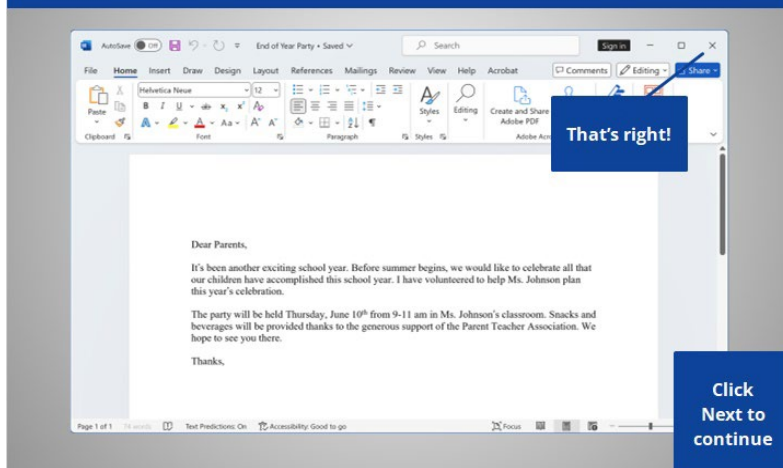 AutoSave Off End of Year Party • Saved Search Sign in
File Home Insert Draw Design Layout References Mailings Review View Help Acrobat Comments Editing Share
Helvetica Neue 12
Paste Styles Editing Create and Share
Adobe PDF
Clipboard Font Paragraph Styles Adobe Acro
That's right!
Dear Parents,
It's been another exciting school year. Before summer begins, we would like to celebrate all that
our children have accomplished this school year. I have volunteered to help Ms. Johnson plan
this year's celebration.
The party will be held Thursday, June 10th from 9-11 am in Ms. Johnson's classroom. Snacks and
beverages will be provided thanks to the generous support of the Parent Teacher Association. We
hope to see you there.
Thanks,
Click
Next to
continue
Page 1 of 1 74 words Text Predictions: On Accessibility: Good to go Focus